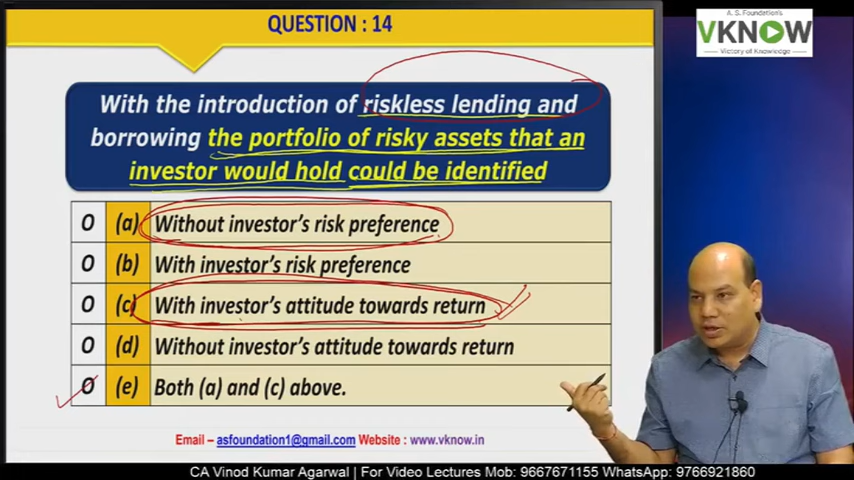 QUESTION : 14
A. S. Foundation's
VKNOW
Victory of Knowledge
With the introduction of riskless lending and
borrowing the portfolio of risky assets that an
investor would hold could be identified
O (a) Without investor's risk preference
O (b) With investor's risk preference
O (c) With investor's attitude towards return
O (d) Without investor's attitude towards return
O (e) Both (a) and (c) above.
Email – asfoundation1@gmail.com Website : www.vknow.in
CA Vinod Kumar Agarwal | For Video Lectures Mob: 9667671155 WhatsApp: 9766921860